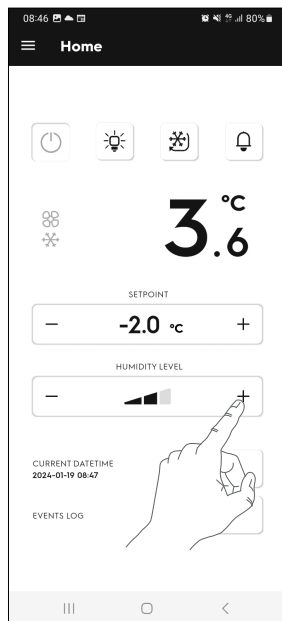 08:46 4G 80%
Home
3.6 °C
SETPOINT
− -2.0 °C +
HUMIDITY LEVEL
− +
CURRENT DATETIME
2024-01-19 08:47
EVENTS LOG